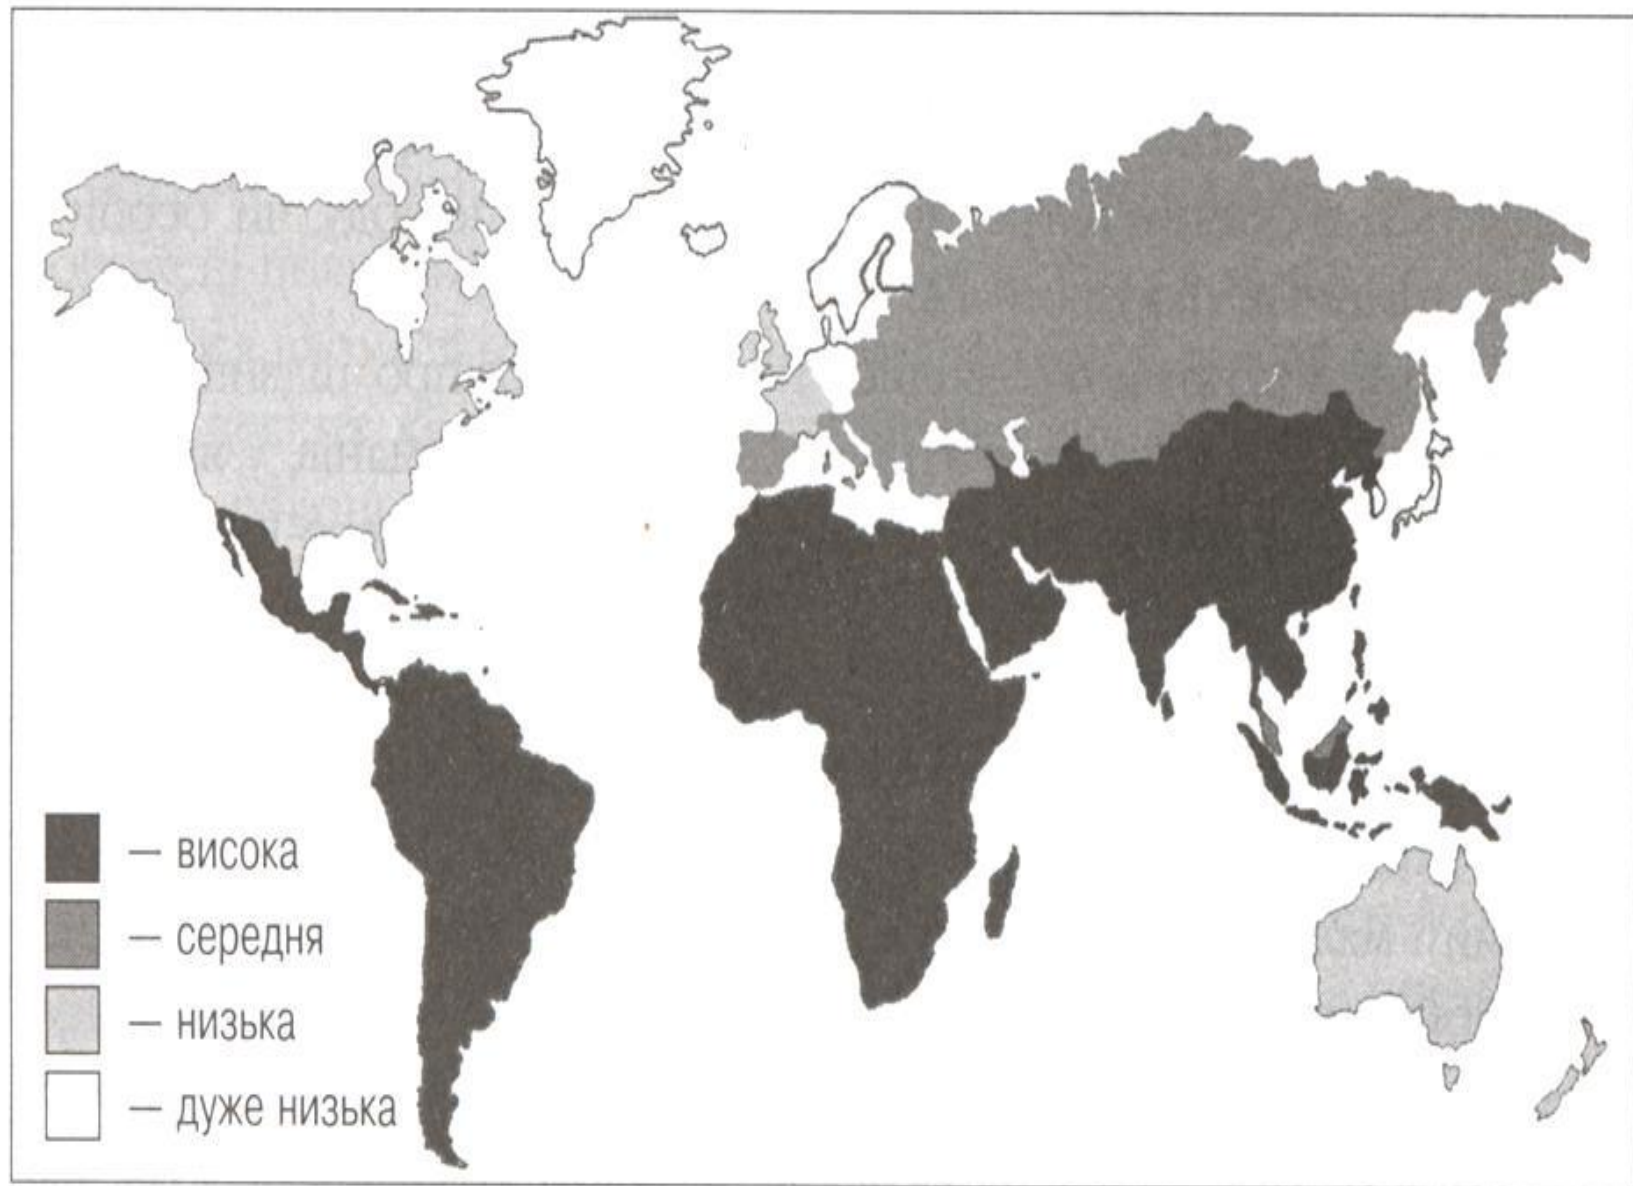 — висока
— середня
— низька
— дуже низька